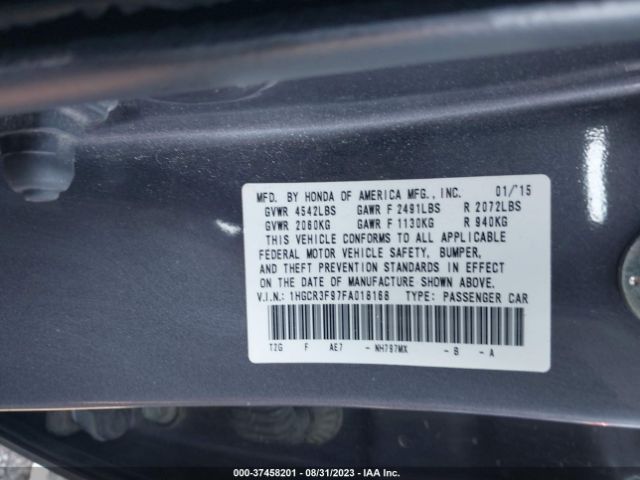 MFD. BY HONDA OF AMERICA MFG., INC. 01/'15
GVWR 4542LBS GAWR F 2491LBS R 2072LBS
GVWR 2060KG GAWR F 1130KG R 940KG
THIS VEHICLE CONFORMS TO ALL APPLICABLE
FEDERAL MOTOR VEHICLE SAFETY, BUMPER,
AND THEFT PREVENTION STANDARDS IN EFFECT
ON THE DATE OF MANUFACTURE SHOWN ABOVE.
V.I.N.: 1HGCR3F97FA018166 TYPE: PASSENGER CAR
T2G F AE7 - NH797MX - B - A
000-37458201 - 08/31/2023 - IAA Inc.